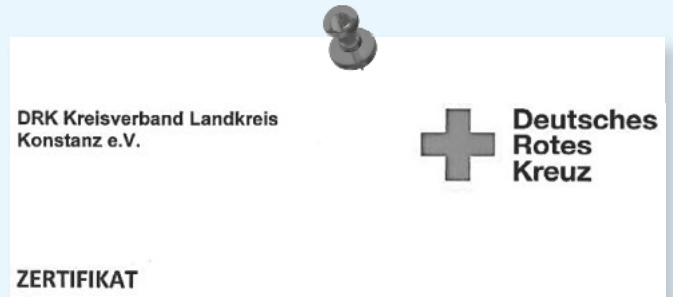 DRK Kreisverband Landkreis
Konstanz e.V.
Deutsches
Rotes
Kreuz
ZERTIFIKAT